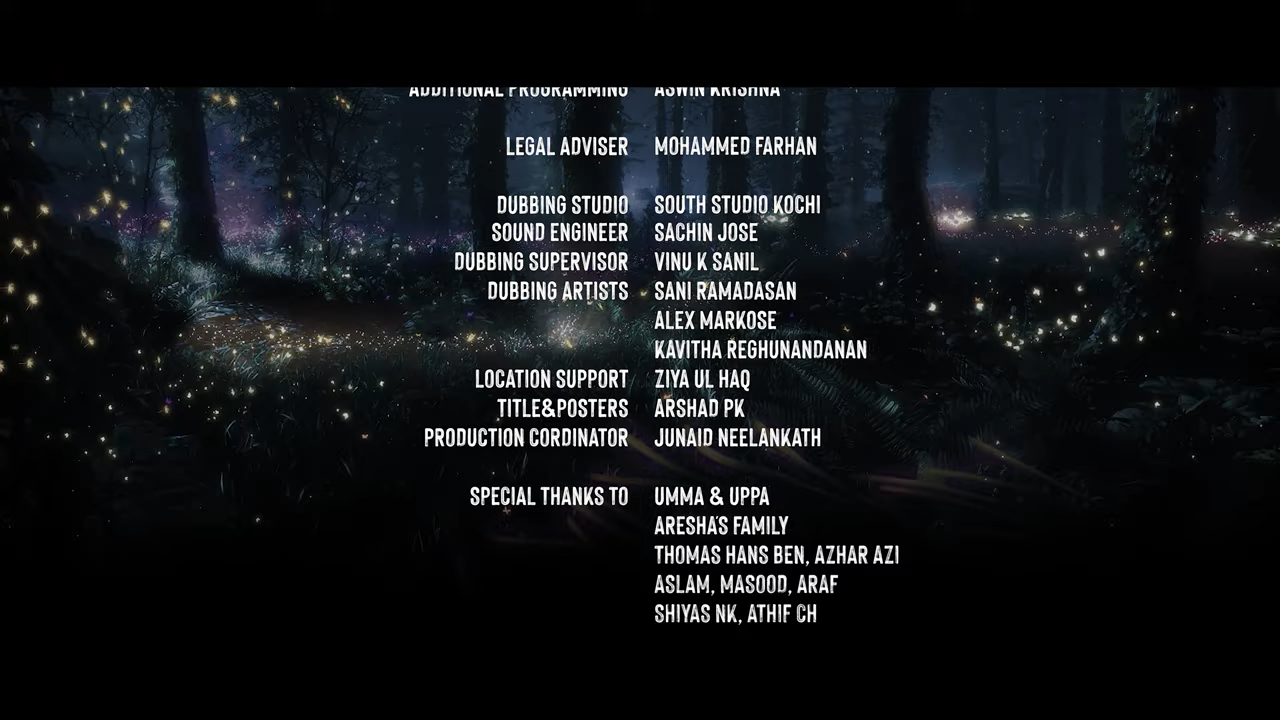 ADDITIONAL PROGRAMMING ASWIN KRISHNA
LEGAL ADVISER MOHAMMED FARHAN
DUBBING STUDIO SOUTH STUDIO KOCHI
SOUND ENGINEER SACHIN JOSE
DUBBING SUPERVISOR VINU K SANIL
DUBBING ARTISTS SANI RAMADASAN
ALEX MARKOSE
KAVITHA REGHUNANDANAN
LOCATION SUPPORT ZIYA UL HAQ
TITLE&POSTERS ARSHAD PK
PRODUCTION CORDINATOR JUNAID NEELANKATH
SPECIAL THANKS TO UMMA & UPPA
ARESHA'S FAMILY
THOMAS HANS BEN, AZHAR AZI
ASLAM, MASOOD, ARAF
SHIYAS NK, ATHIF CH